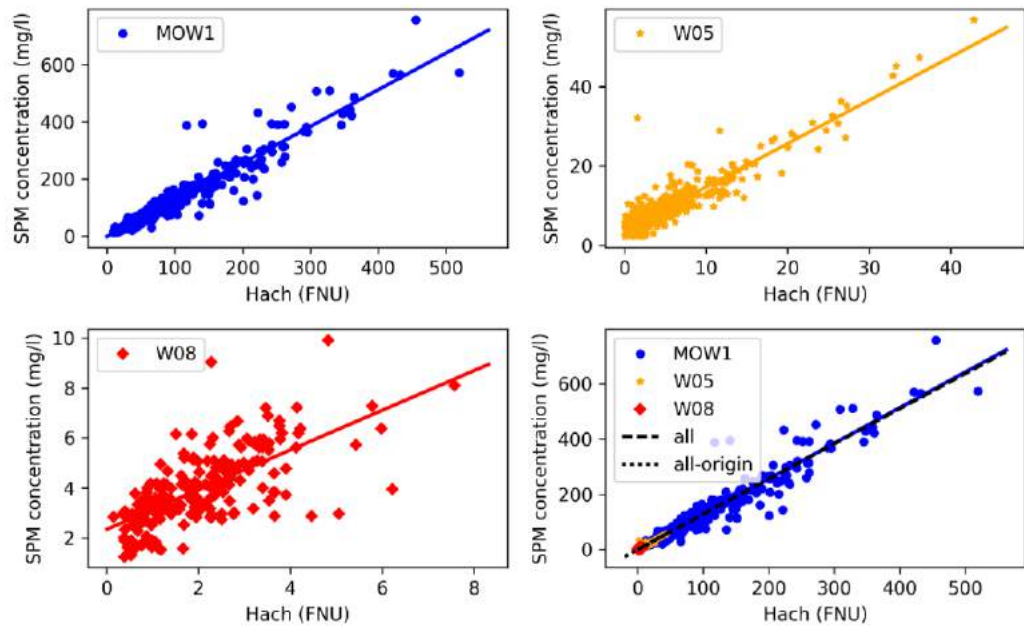 MOW1
SPM concentration (mg/l)
600
400
200
0
0 100 200 300 400 500
Hach (FNU)
W05
SPM concentration (mg/l)
40
20
0
0 10 20 30 40
Hach (FNU)
W08
SPM concentration (mg/l)
10
8
6
4
2
0 2 4 6 8
Hach (FNU)
MOW1
W05
W08
all
all-origin
SPM concentration (mg/l)
600
400
200
0
0 100 200 300 400 500
Hach (FNU)